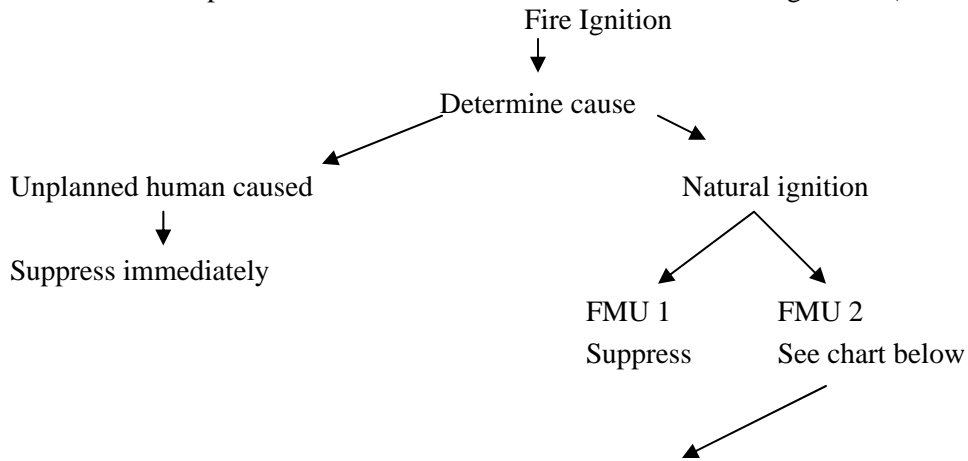 Fire Ignition
Determine cause
Unplanned human caused
Natural ignition
Suppress immediately
FMU 1
Suppress
FMU 2
See chart below